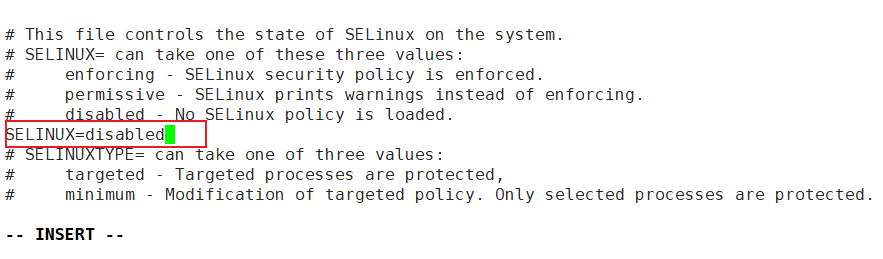 # This file controls the state of SELinux on the system.
# SELINUX= can take one of these three values:
#     enforcing - SELinux security policy is enforced.
#     permissive - SELinux prints warnings instead of enforcing.
#     disabled - No SELinux policy is loaded.
SELINUX=disabled
# SELINUXTYPE= can take one of three values:
#     targeted - Targeted processes are protected,
#     minimum - Modification of targeted policy. Only selected processes are protected.
-- INSERT --